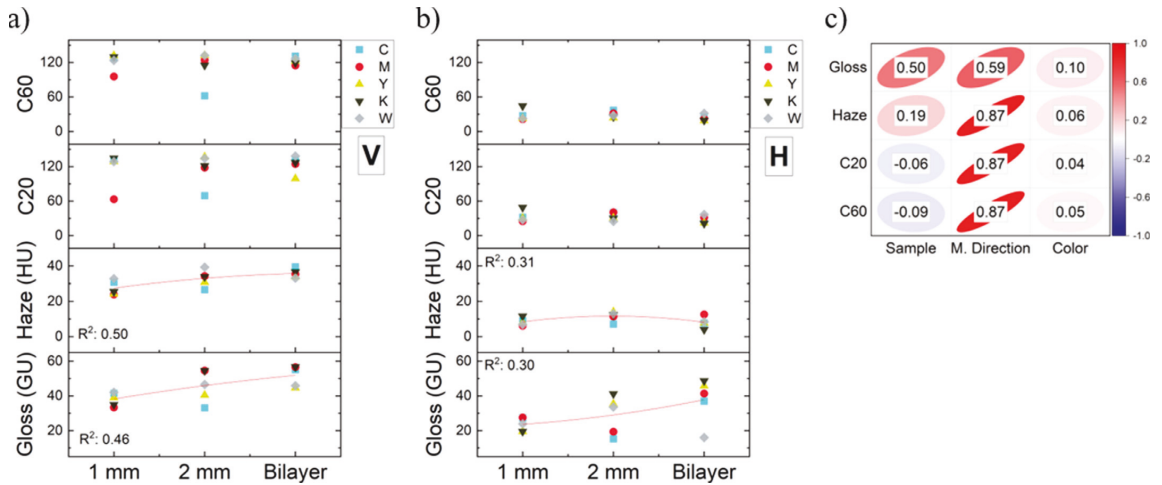 a)
C60
120
60
0
C20
120
60
0
Haze (HU)
40
20
0
R²: 0.50
Gloss (GU)
60
40
20
R²: 0.46
1 mm 2 mm Bilayer
C
M
Y
K
W
V
b)
C60
120
60
0
C20
120
60
0
Haze (HU)
40
20
0
R²: 0.31
Gloss (GU)
60
40
20
R²: 0.30
1 mm 2 mm Bilayer
C
M
Y
K
W
H
c)
Gloss 0.50 0.59 0.10
Haze 0.19 0.87 0.06
C20 -0.06 0.87 0.04
C60 -0.09 0.87 0.05
Sample M. Direction Color
1.0
0.6
0.2
-0.2
-0.6
-1.0